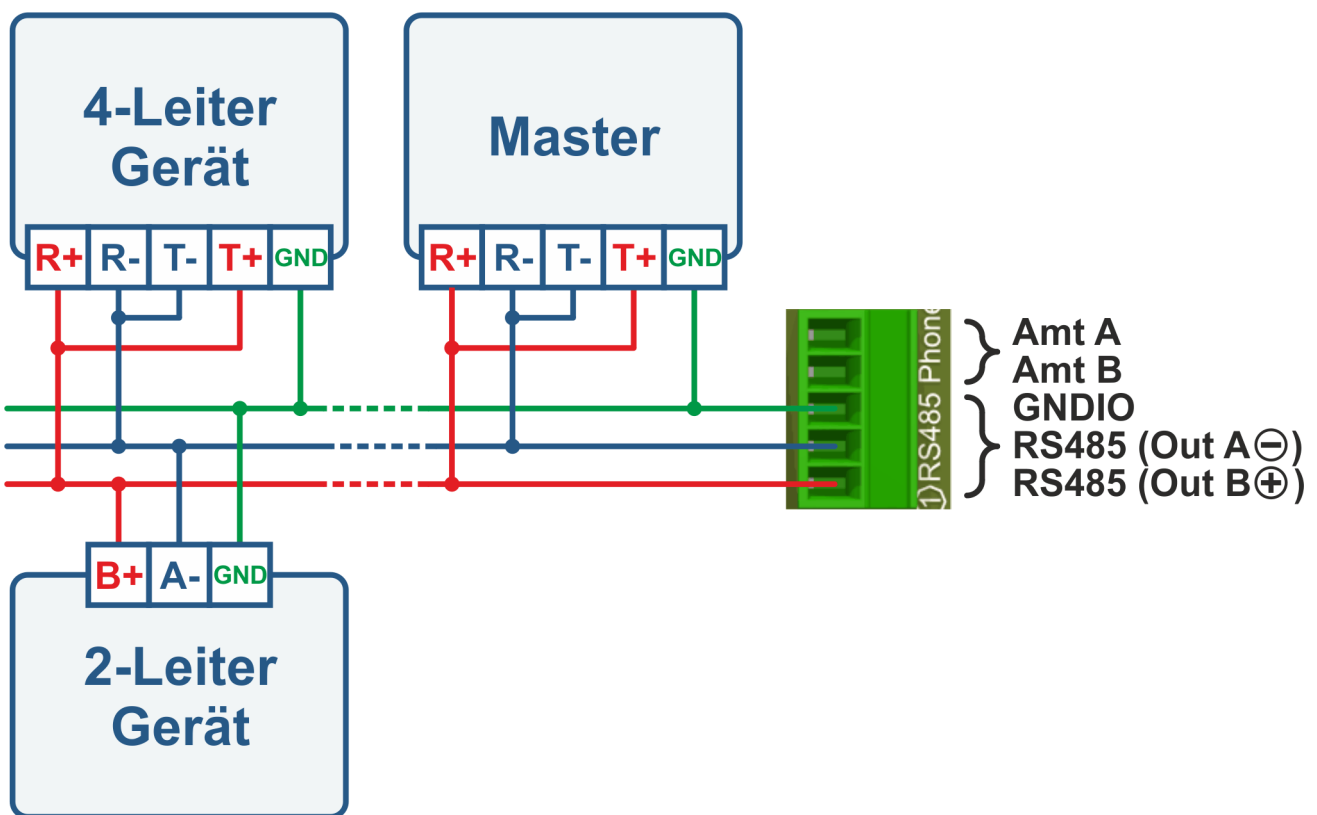 4-Leiter
Gerät
R+ R- T- T+ GND
Master
R+ R- T- T+ GND
1)RS485 Phone
Amt A
Amt B
GNDIO
RS485 (Out A⊖)
RS485 (Out B⊕)
B+ A- GND
2-Leiter
Gerät